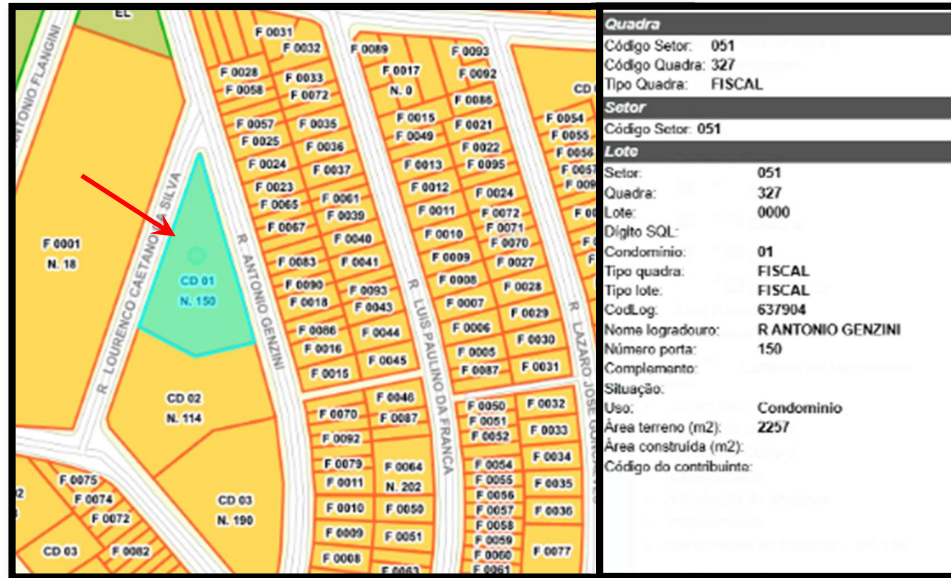 EL
ANTONIO FLANGINI
F 0031
F 0032
F 0089
F 0093
F 0028
F 0033
F 0017
F 0092
F 0058
F 0072
N. 0
F 0086
F 0057
F 0035
F 0015
F 0021
F 0054
F 0025
F 0036
F 0049
F 0022
F 0055
F 0024
F 0037
F 0013
F 0095
F 0056
F 0023
F 0061
F 0012
F 0024
F 0065
F 0039
F 0011
F 0072
F 0067
F 0040
F 0010
F 0071
F 0070
F 0001
N. 18
F 0083
F 0041
F 0009
F 0027
CD 01
N. 150
F 0090
F 0093
F 0008
F 0028
F 0018
F 0043
F 0007
F 0029
F 0086
F 0044
F 0006
F 0030
F 0016
F 0045
F 0005
F 0031
F 0015
F 0087
R LOURENCO CAETANO DA SILVA
R ANTONIO GENZINI
R LUIS PAULINO DA FRANCA
R LAZARO JOSE
CD 02
N. 114
F 0046
F 0087
F 0070
F 0050
F 0032
F 0051
F 0052
F 0033
F 0092
F 0034
F 0079
F 0064
F 0054
F 0011
N. 202
F 0055
F 0035
F 0056
F 0010
F 0050
F 0057
F 0036
F 0058
F 0009
F 0051
F 0059
F 0008
F 0063
F 0060
F 0077
F 0061
F 0075
F 0074
F 0072
CD 03
F 0082
CD 03
N. 190
Quadra
Código Setor: 051
Código Quadra: 327
Tipo Quadra: FISCAL
Setor
Código Setor: 051
Lote
Setor: 051
Quadra: 327
Lote: 0000
Digito SQL:
Condominio: 01
Tipo quadra: FISCAL
Tipo lote: FISCAL
CodLog: 637904
Nome logradouro: R ANTONIO GENZINI
Número porta: 150
Complemento:
Situação:
Uso: Condominio
Área terreno (m2): 2257
Área construída (m2):
Código do contribuinte: